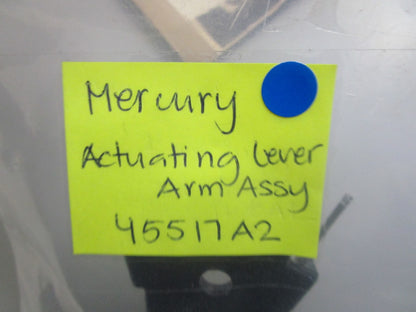 Mercury
Actuating Lever
Arm Assy
45517A2